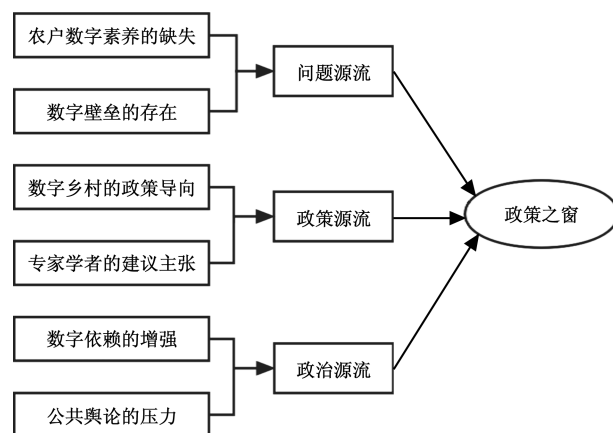 农户数字素养的缺失
数字壁垒的存在
问题源流
数字乡村的政策导向
专家学者的建议主张
政策源流
政策之窗
数字依赖的增强
公共舆论的压力
政治源流